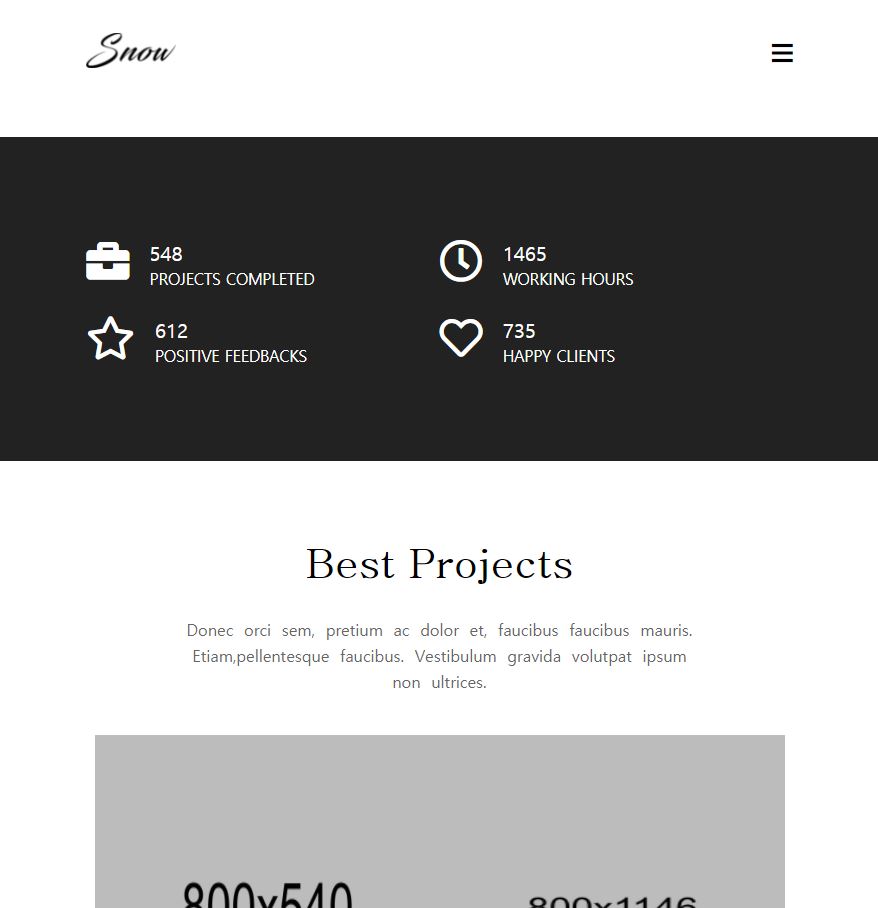 Snow
548
PROJECTS COMPLETED
1465
WORKING HOURS
612
POSITIVE FEEDBACKS
735
HAPPY CLIENTS
Best Projects
Donec orci sem, pretium ac dolor et, faucibus faucibus mauris.
Etiam,pellentesque faucibus. Vestibulum gravida volutpat ipsum
non ultrices.
800x540
800x1146